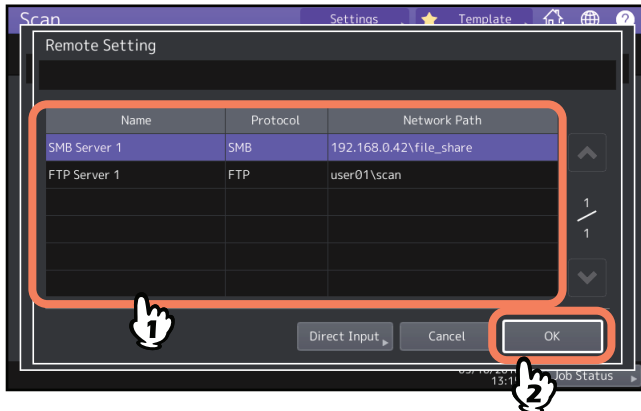 Scan
Settings
Template
?
Remote Setting
Name Protocol Network Path
SMB Server 1 SMB 192.168.0.42\file_share
FTP Server 1 FTP user01\scan
1
1
1
Direct Input Cancel OK
Job Status
2